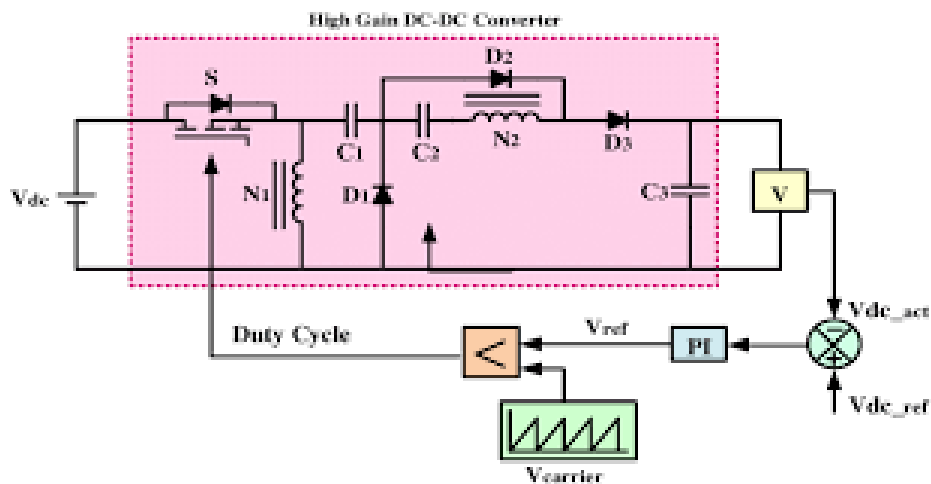 High Gain DC-DC Converter
D2
S
C1
C2
N2
D3
N1
D1
C3
Vdc
V
Vdc_act
Duty Cycle
<
Vref
PI
−
+
Vdc_ref
Vcarrier